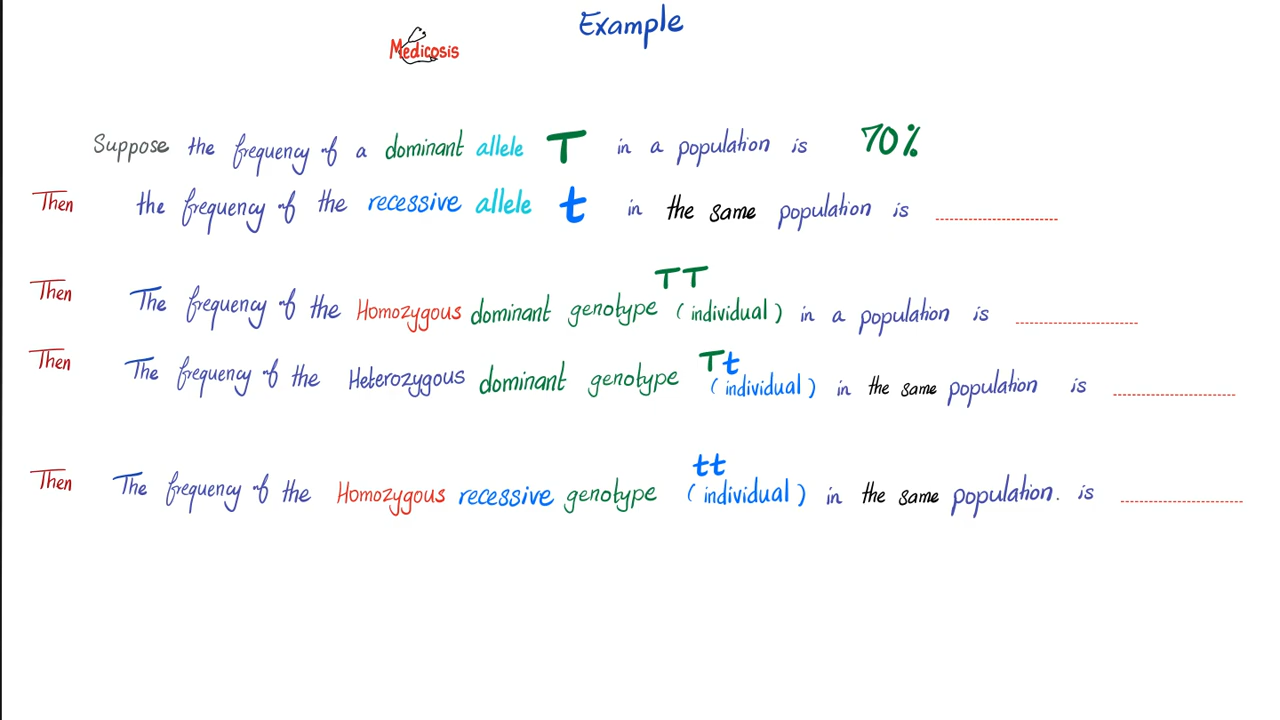 Example
Medicosis
Suppose the frequency of a dominant allele T in a population is 70%
Then the frequency of the recessive allele t in the same population is
Then The frequency of the Homozygous dominant genotype TT (individual) in a population is
Then The frequency of the Heterozygous dominant genotype Tt (individual) in the same population is
Then The frequency of the Homozygous recessive genotype tt (individual) in the same population. is